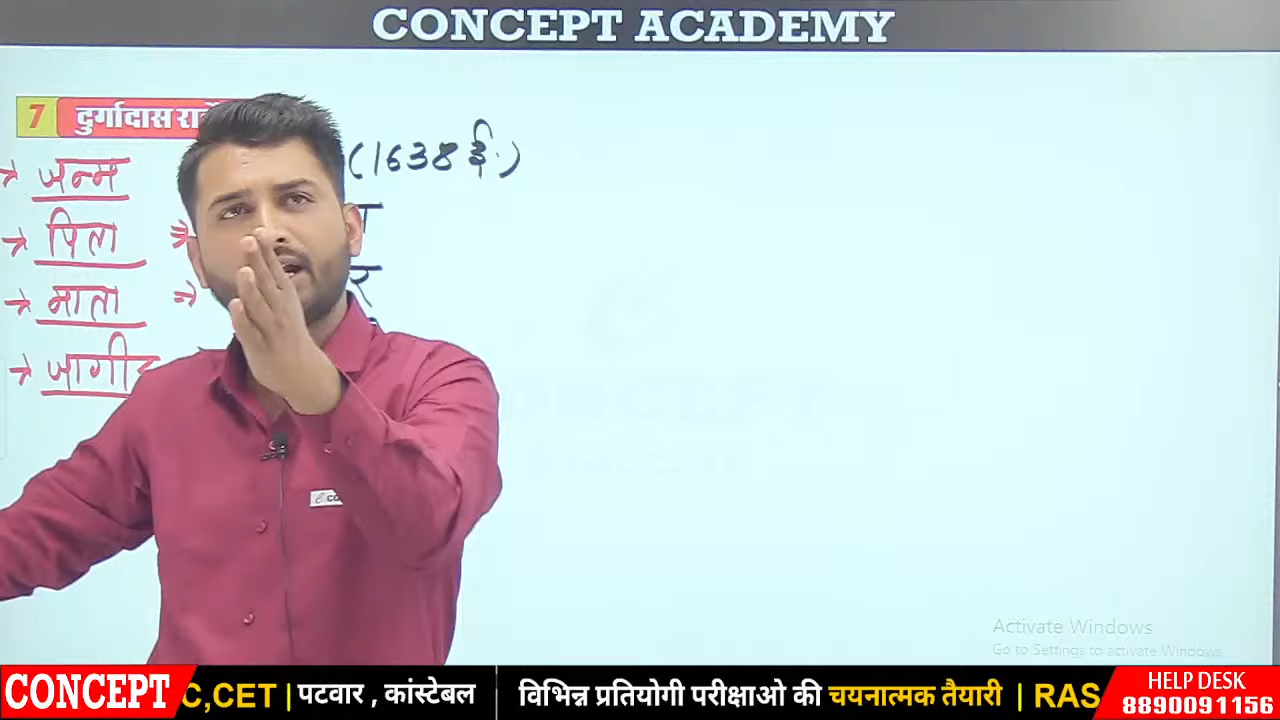 CONCEPT ACADEMY
7 दुर्गादास
→ जन्म (1638 ई.)
→ पिता ⇒
→ माता ⇒
→ जागीर
Activate Windows
Go to Settings to activate Windows.
CONCEPT C,CET | पटवार , कांस्टेबल | विभिन्न प्रतियोगी परीक्षाओ की चयनात्मक तैयारी | RAS HELP DESK
8890091156